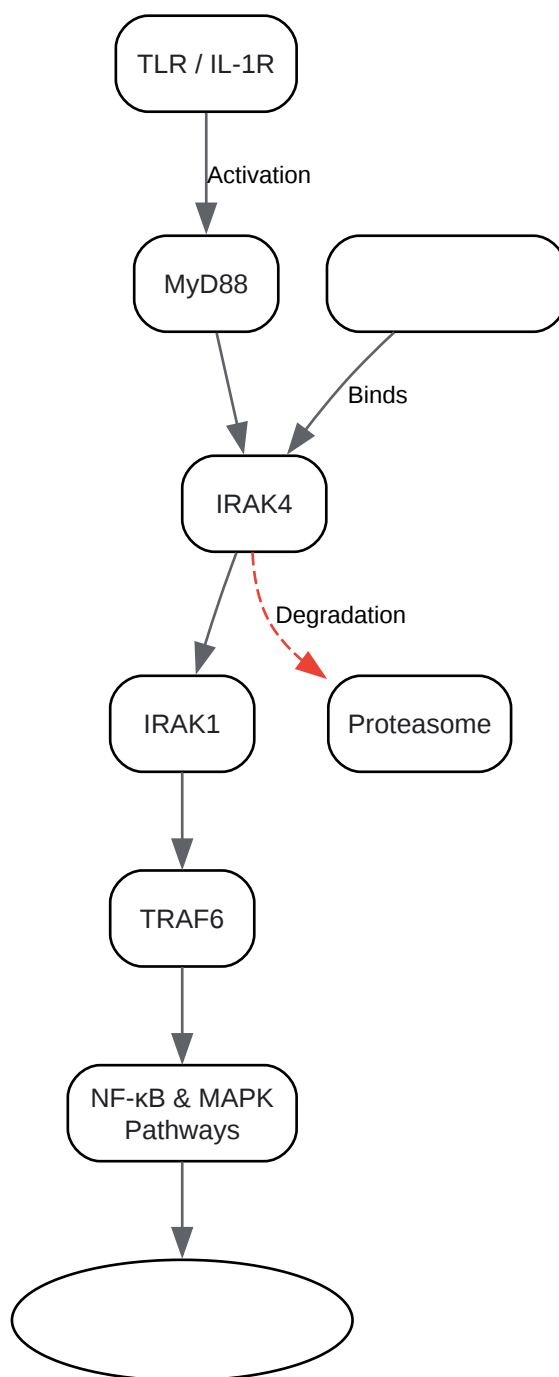 TLR / IL-1R
Activation
MyD88
Binds
IRAK4
Degradation
IRAK1
Proteasome
TRAF6
NF-κB & MAPK
Pathways